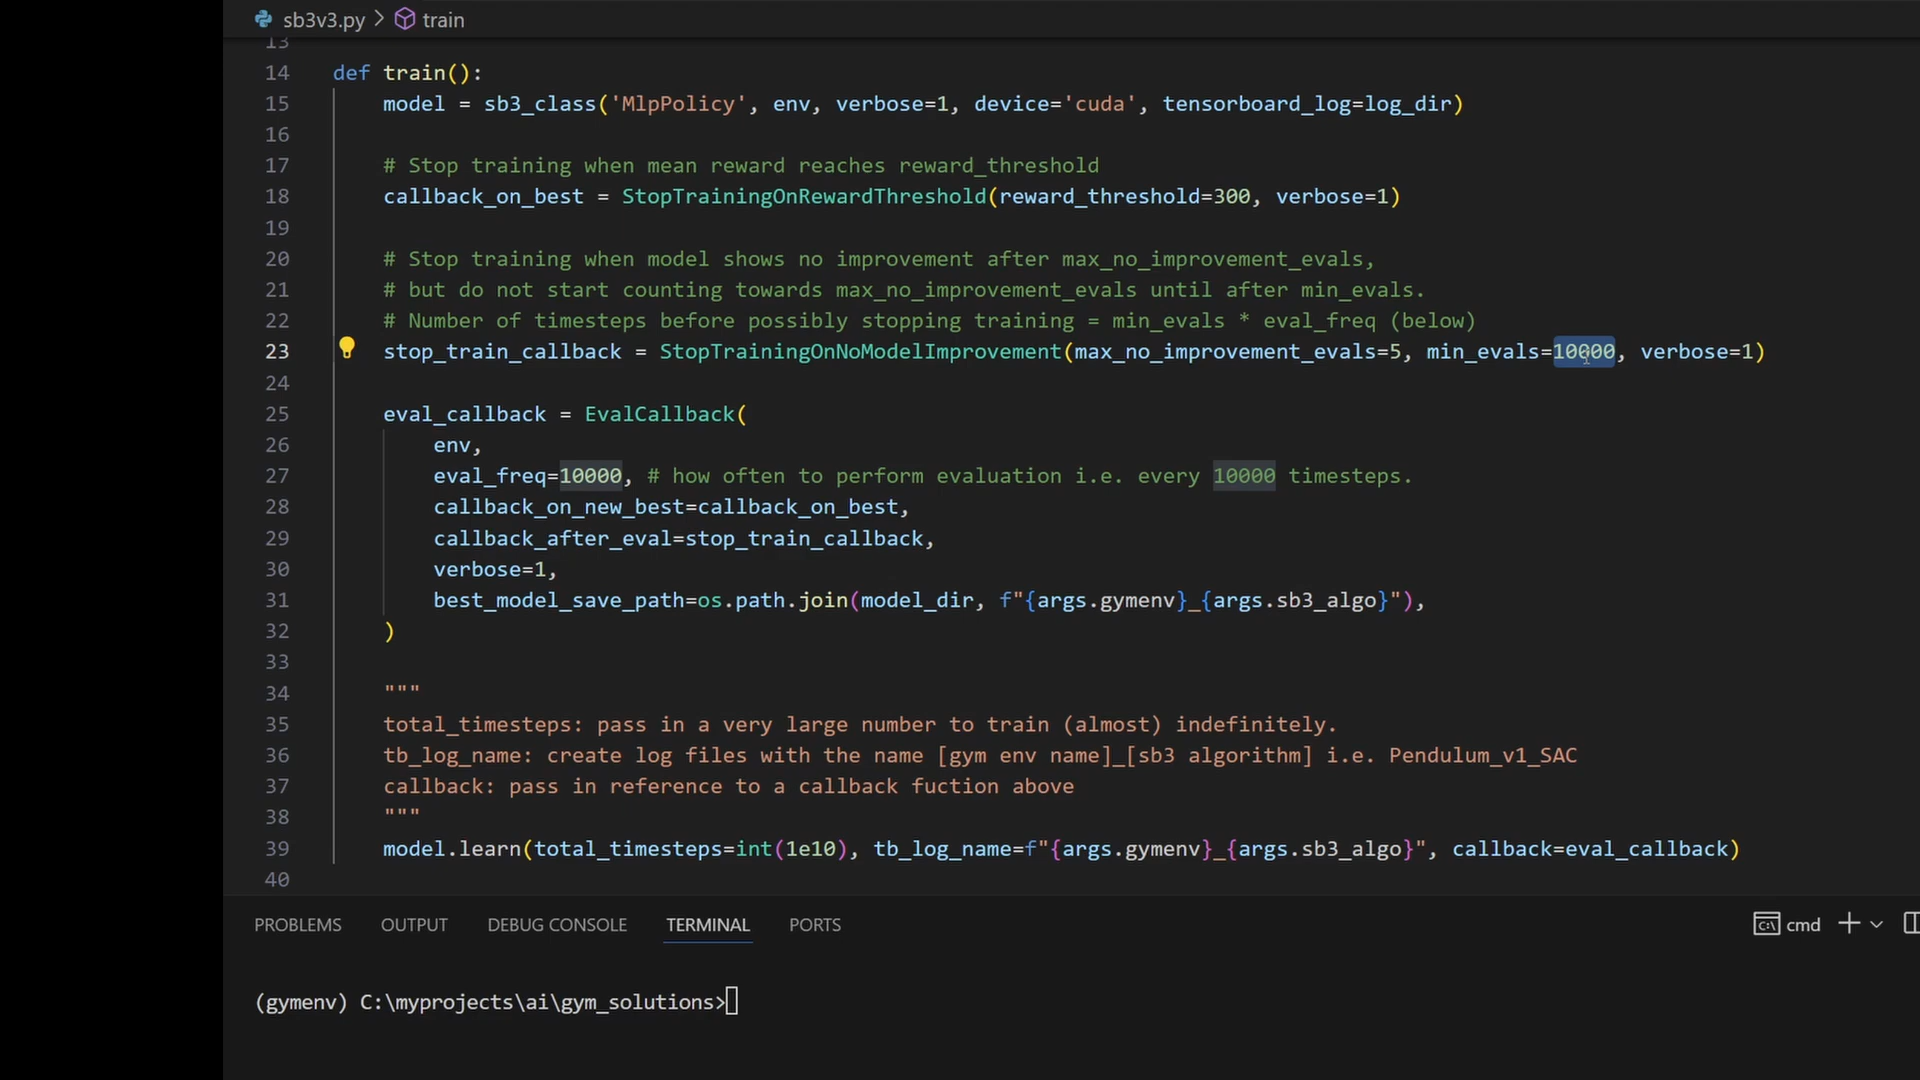 sb3v3.py > train
13
14 def train():
15 model = sb3_class('MlpPolicy', env, verbose=1, device='cuda', tensorboard_log=log_dir)
16
17 # Stop training when mean reward reaches reward_threshold
18 callback_on_best = StopTrainingOnRewardThreshold(reward_threshold=300, verbose=1)
19
20 # Stop training when model shows no improvement after max_no_improvement_evals,
21 # but do not start counting towards max_no_improvement_evals until after min_evals.
22 # Number of timesteps before possibly stopping training = min_evals * eval_freq (below)
23 stop_train_callback = StopTrainingOnNoModelImprovement(max_no_improvement_evals=5, min_evals=10000, verbose=1)
24
25 eval_callback = EvalCallback(
26 env,
27 eval_freq=10000, # how often to perform evaluation i.e. every 10000 timesteps.
28 callback_on_new_best=callback_on_best,
29 callback_after_eval=stop_train_callback,
30 verbose=1,
31 best_model_save_path=os.path.join(model_dir, f"{args.gymenv}_{args.sb3_algo}"),
32 )
33
34 """
35 total_timesteps: pass in a very large number to train (almost) indefinitely.
36 tb_log_name: create log files with the name [gym env name]_[sb3 algorithm] i.e. Pendulum_v1_SAC
37 callback: pass in reference to a callback fuction above
38 """
39 model.learn(total_timesteps=int(1e10), tb_log_name=f"{args.gymenv}_{args.sb3_algo}", callback=eval_callback)
40
PROBLEMS OUTPUT DEBUG CONSOLE TERMINAL PORTS cmd
(gymenv) C:\myprojects\ai\gym_solutions>